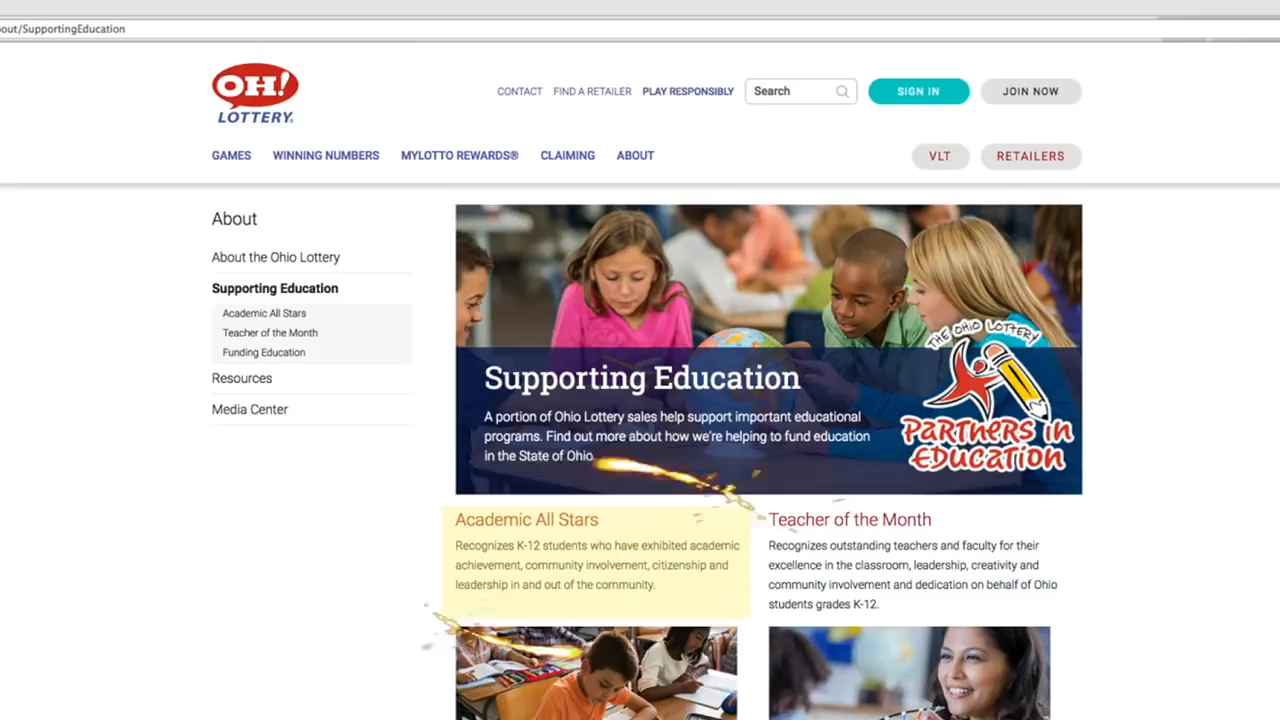 out/SupportingEducation
OH!
LOTTERY
CONTACT
FIND A RETAILER
PLAY RESPONSIBLY
Search
SIGN IN
JOIN NOW
GAMES
WINNING NUMBERS
MYLOTTO REWARDS®
CLAIMING
ABOUT
VLT
RETAILERS
About
About the Ohio Lottery
Supporting Education
Academic All Stars
Teacher of the Month
Funding Education
Resources
Media Center
Supporting Education
A portion of Ohio Lottery sales help support important educational
programs. Find out more about how we're helping to fund education
in the State of Ohio.
THE OHIO LOTTERY
PARTNERS IN
EDUCATION
Academic All Stars
Recognizes K-12 students who have exhibited academic
achievement, community involvement, citizenship and
leadership in and out of the community.
Teacher of the Month
Recognizes outstanding teachers and faculty for their
excellence in the classroom, leadership, creativity and
community involvement and dedication on behalf of Ohio
students grades K-12.